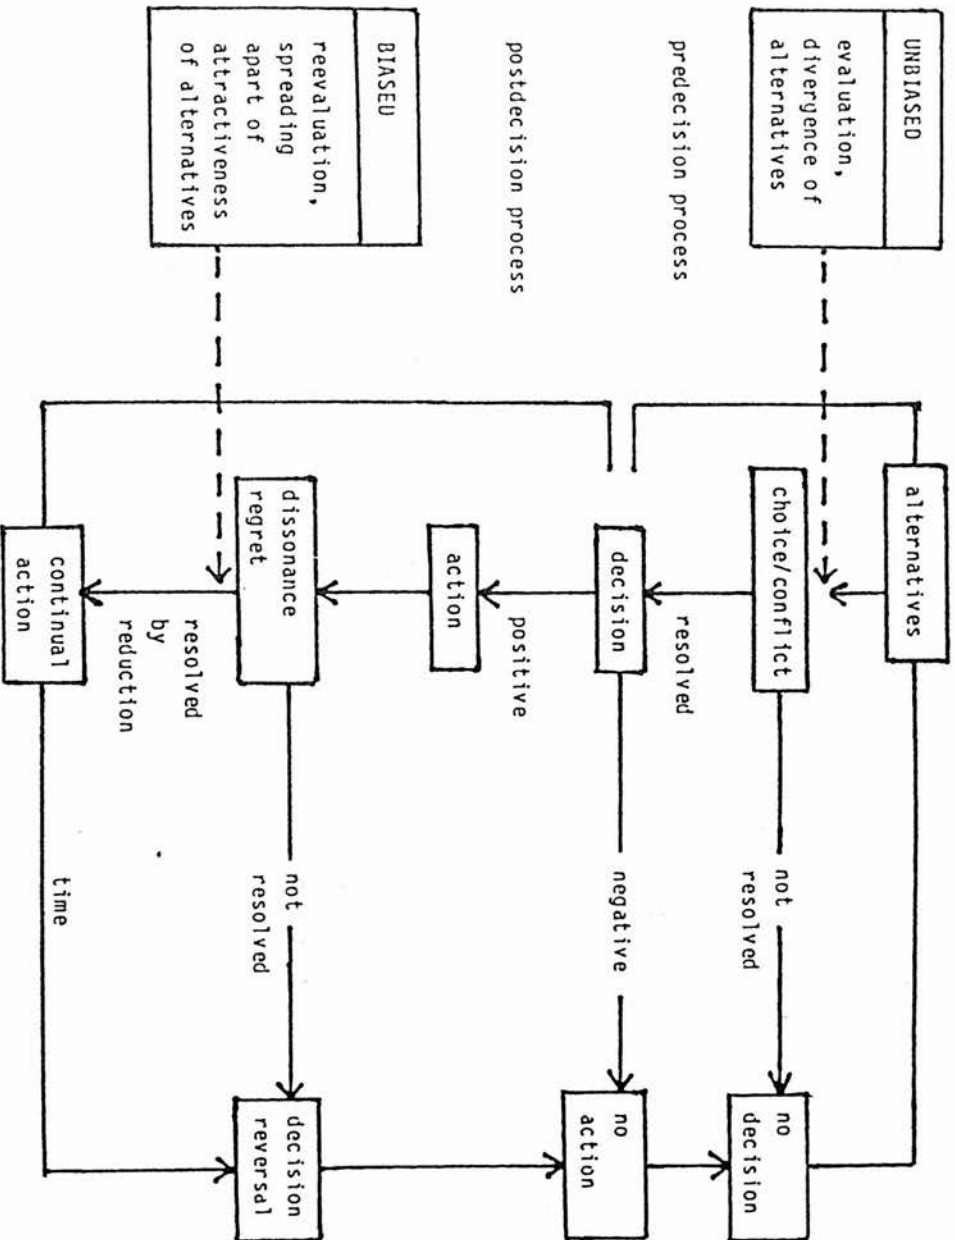 UNBIASED
evaluation,
divergence of
alternatives
predecision process
postdecision process
BIASED
reevaluation,
spreading
apart of
attractiveness
of alternatives
alternatives
choice/conflict
resolved
decision
positive
action
dissonance
regret
resolved
by
reduction
continual
action
not
resolved
negative
not
resolved
time
no
decision
no
action
decision
reversal